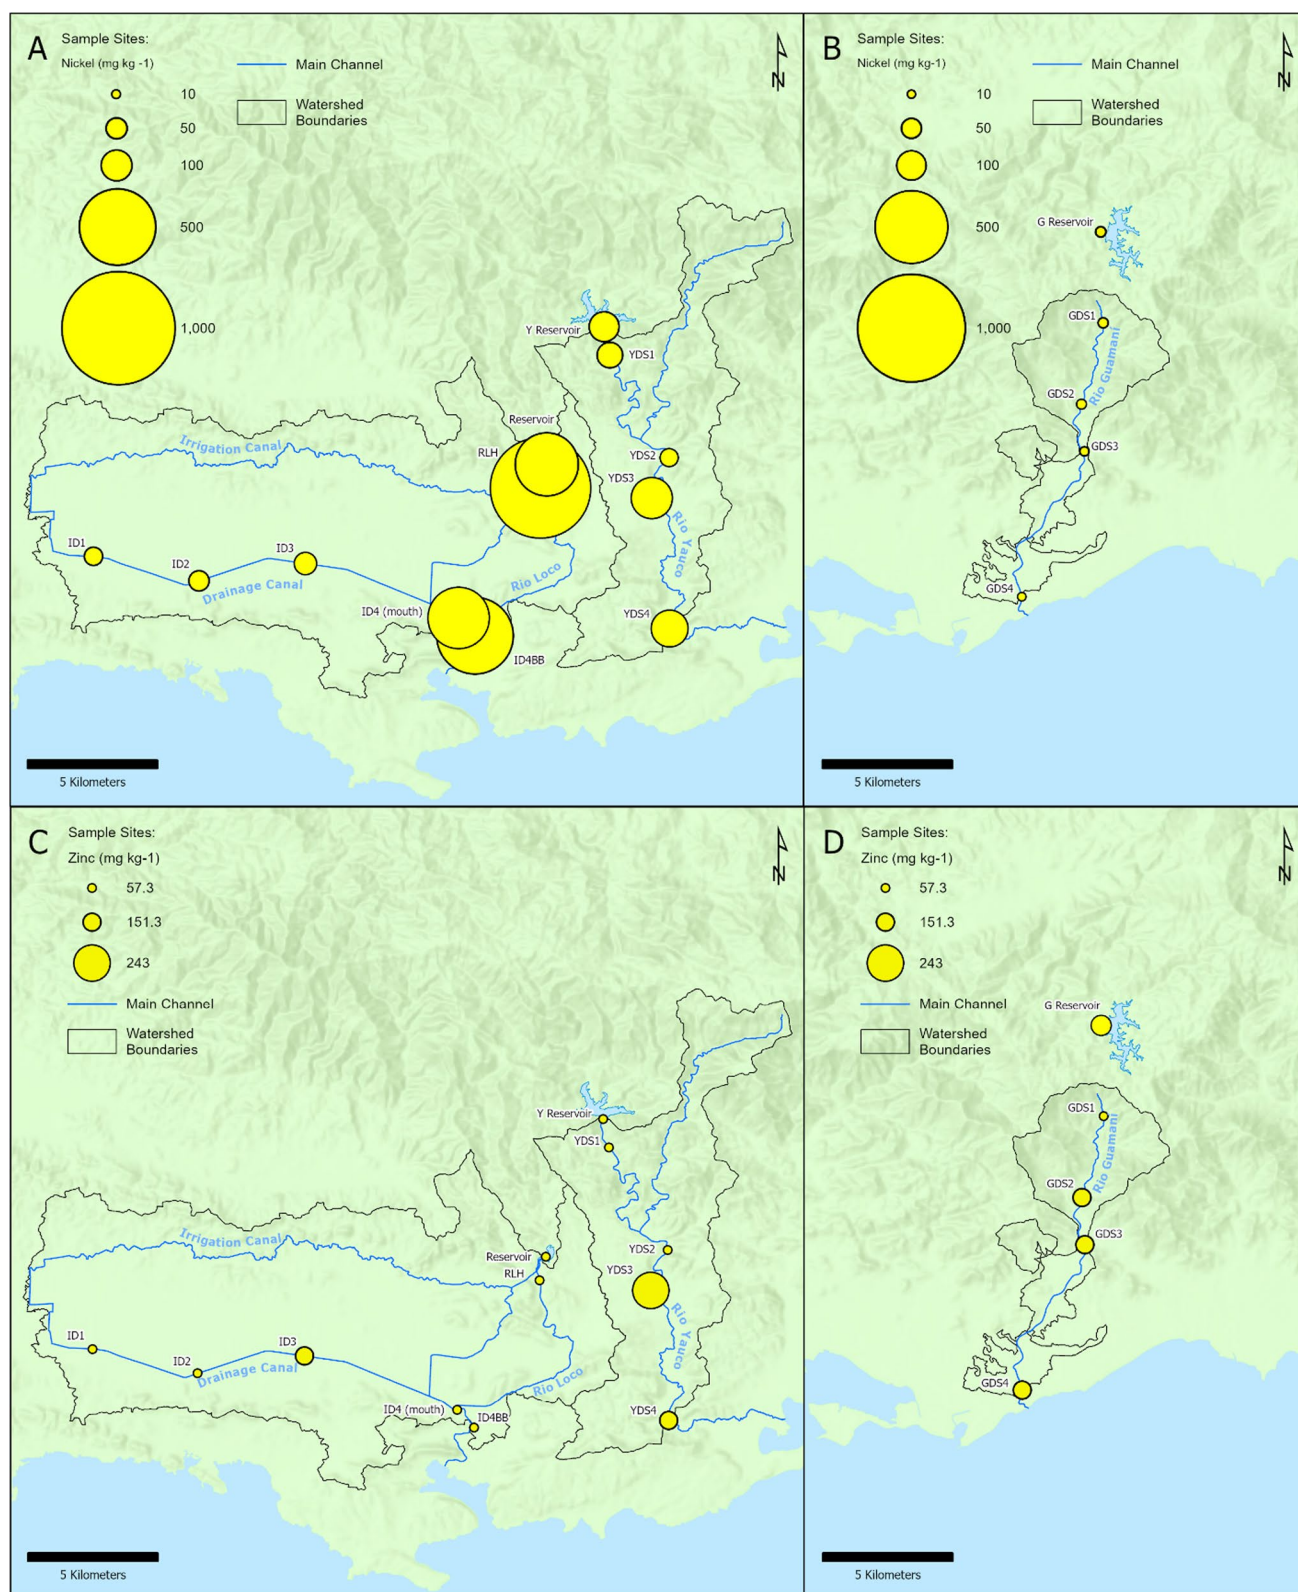 A
Sample Sites:
Nickel (mg kg -1)
10
50
100
500
1,000
Main Channel
Watershed
Boundaries
N
Y Reservoir
YDS1
Reservoir
RLH
YDS2
YDS3
Irrigation Canal
Rio Yauco
ID1
ID2
ID3
Drainage Canal
Rio Loco
ID4 (mouth)
ID4BB
YDS4
5 Kilometers
B
Sample Sites:
Nickel (mg kg-1)
10
50
100
500
1,000
Main Channel
Watershed
Boundaries
N
G Reservoir
GDS1
Rio Guamani
GDS2
GDS3
GDS4
5 Kilometers
C
Sample Sites:
Zinc (mg kg-1)
57.3
151.3
243
Main Channel
Watershed
Boundaries
N
Y Reservoir
YDS1
Irrigation Canal
Reservoir
RLH
YDS2
YDS3
Rio Yauco
ID1
ID2
ID3
Drainage Canal
Rio Loco
ID4 (mouth)
ID4BB
YDS4
5 Kilometers
D
Sample Sites:
Zinc (mg kg-1)
57.3
151.3
243
Main Channel
Watershed
Boundaries
N
G Reservoir
GDS1
Rio Guamani
GDS2
GDS3
GDS4
5 Kilometers